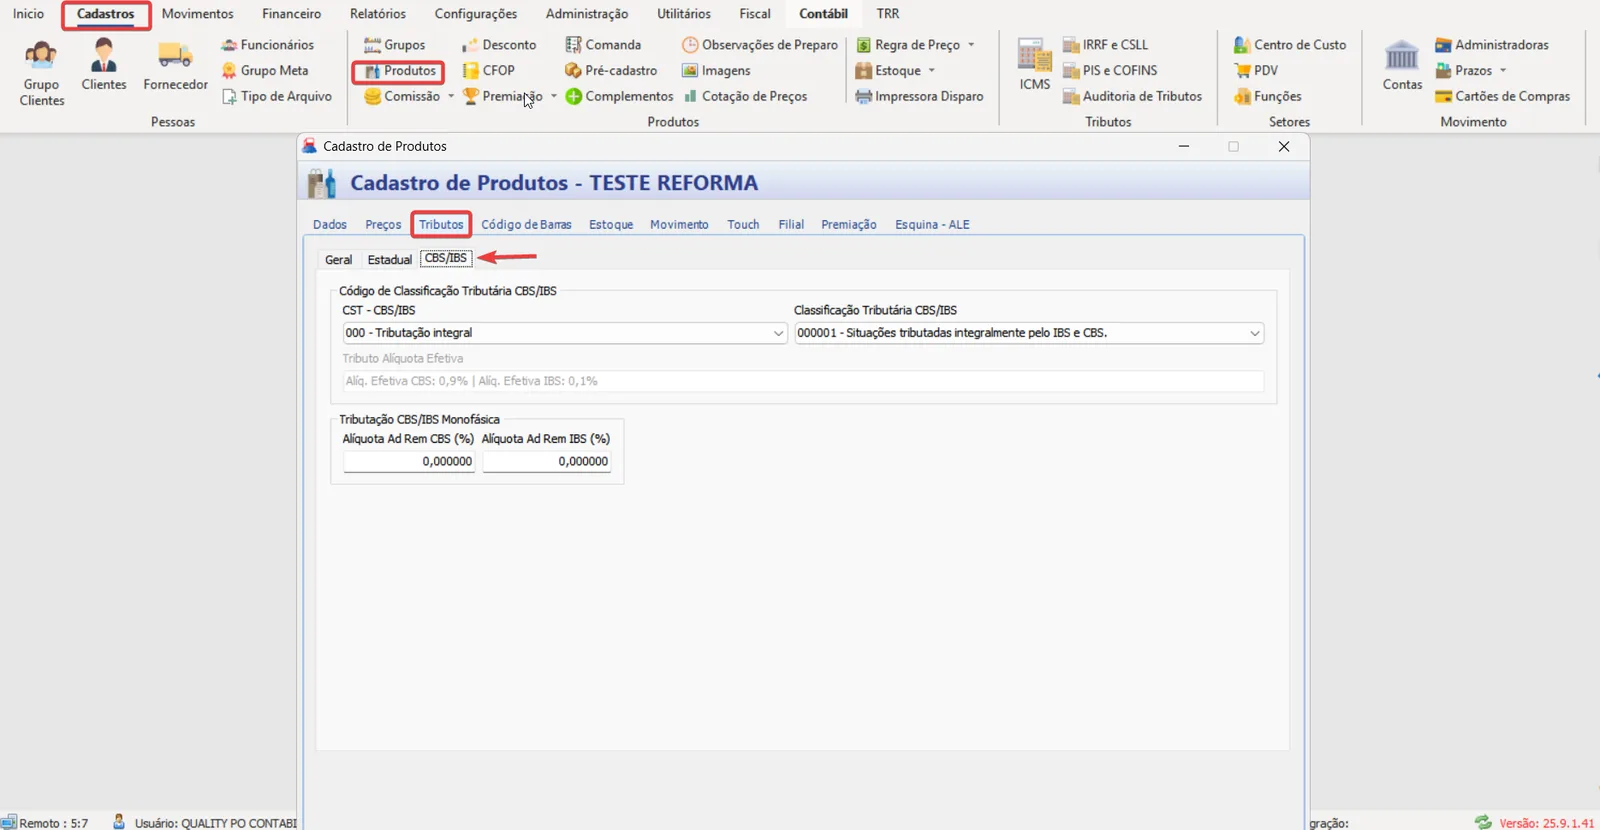 Inicio Cadastros Movimentos Financeiro Relatórios Configurações Administração Utilitários Fiscal Contábil TRR
Grupo Clientes
Clientes
Fornecedor
Funcionários
Grupo Meta
Tipo de Arquivo
Pessoas
Grupos
Produtos
Comissão
Desconto
CFOP
Premiação
Comanda
Pré-cadastro
Complementos
Observações de Preparo
Imagens
Cotação de Preços
Regra de Preço
Estoque
Impressora Disparo
Produtos
ICMS
IRRF e CSLL
PIS e COFINS
Auditoria de Tributos
Tributos
Centro de Custo
PDV
Funções
Setores
Contas
Administradoras
Prazos
Cartões de Compras
Movimento
Cadastro de Produtos
Cadastro de Produtos - TESTE REFORMA
Dados Preços Tributos Código de Barras Estoque Movimento Touch Filial Premiação Esquina - ALE
Geral Estadual CBS/IBS
Código de Classificação Tributária CBS/IBS
CST - CBS/IBS Classificação Tributária CBS/IBS
000 - Tributação integral 000001 - Situações tributadas integralmente pelo IBS e CBS.
Tributo Alíquota Efetiva
Alíq. Efetiva CBS: 0,9% | Alíq. Efetiva IBS: 0,1%
Tributação CBS/IBS Monofásica
Alíquota Ad Rem CBS (%) Alíquota Ad Rem IBS (%)
0,000000 0,000000
Remoto : 5:7 Usuário: QUALITY PO CONTABI gração: Versão: 25.9.1.41